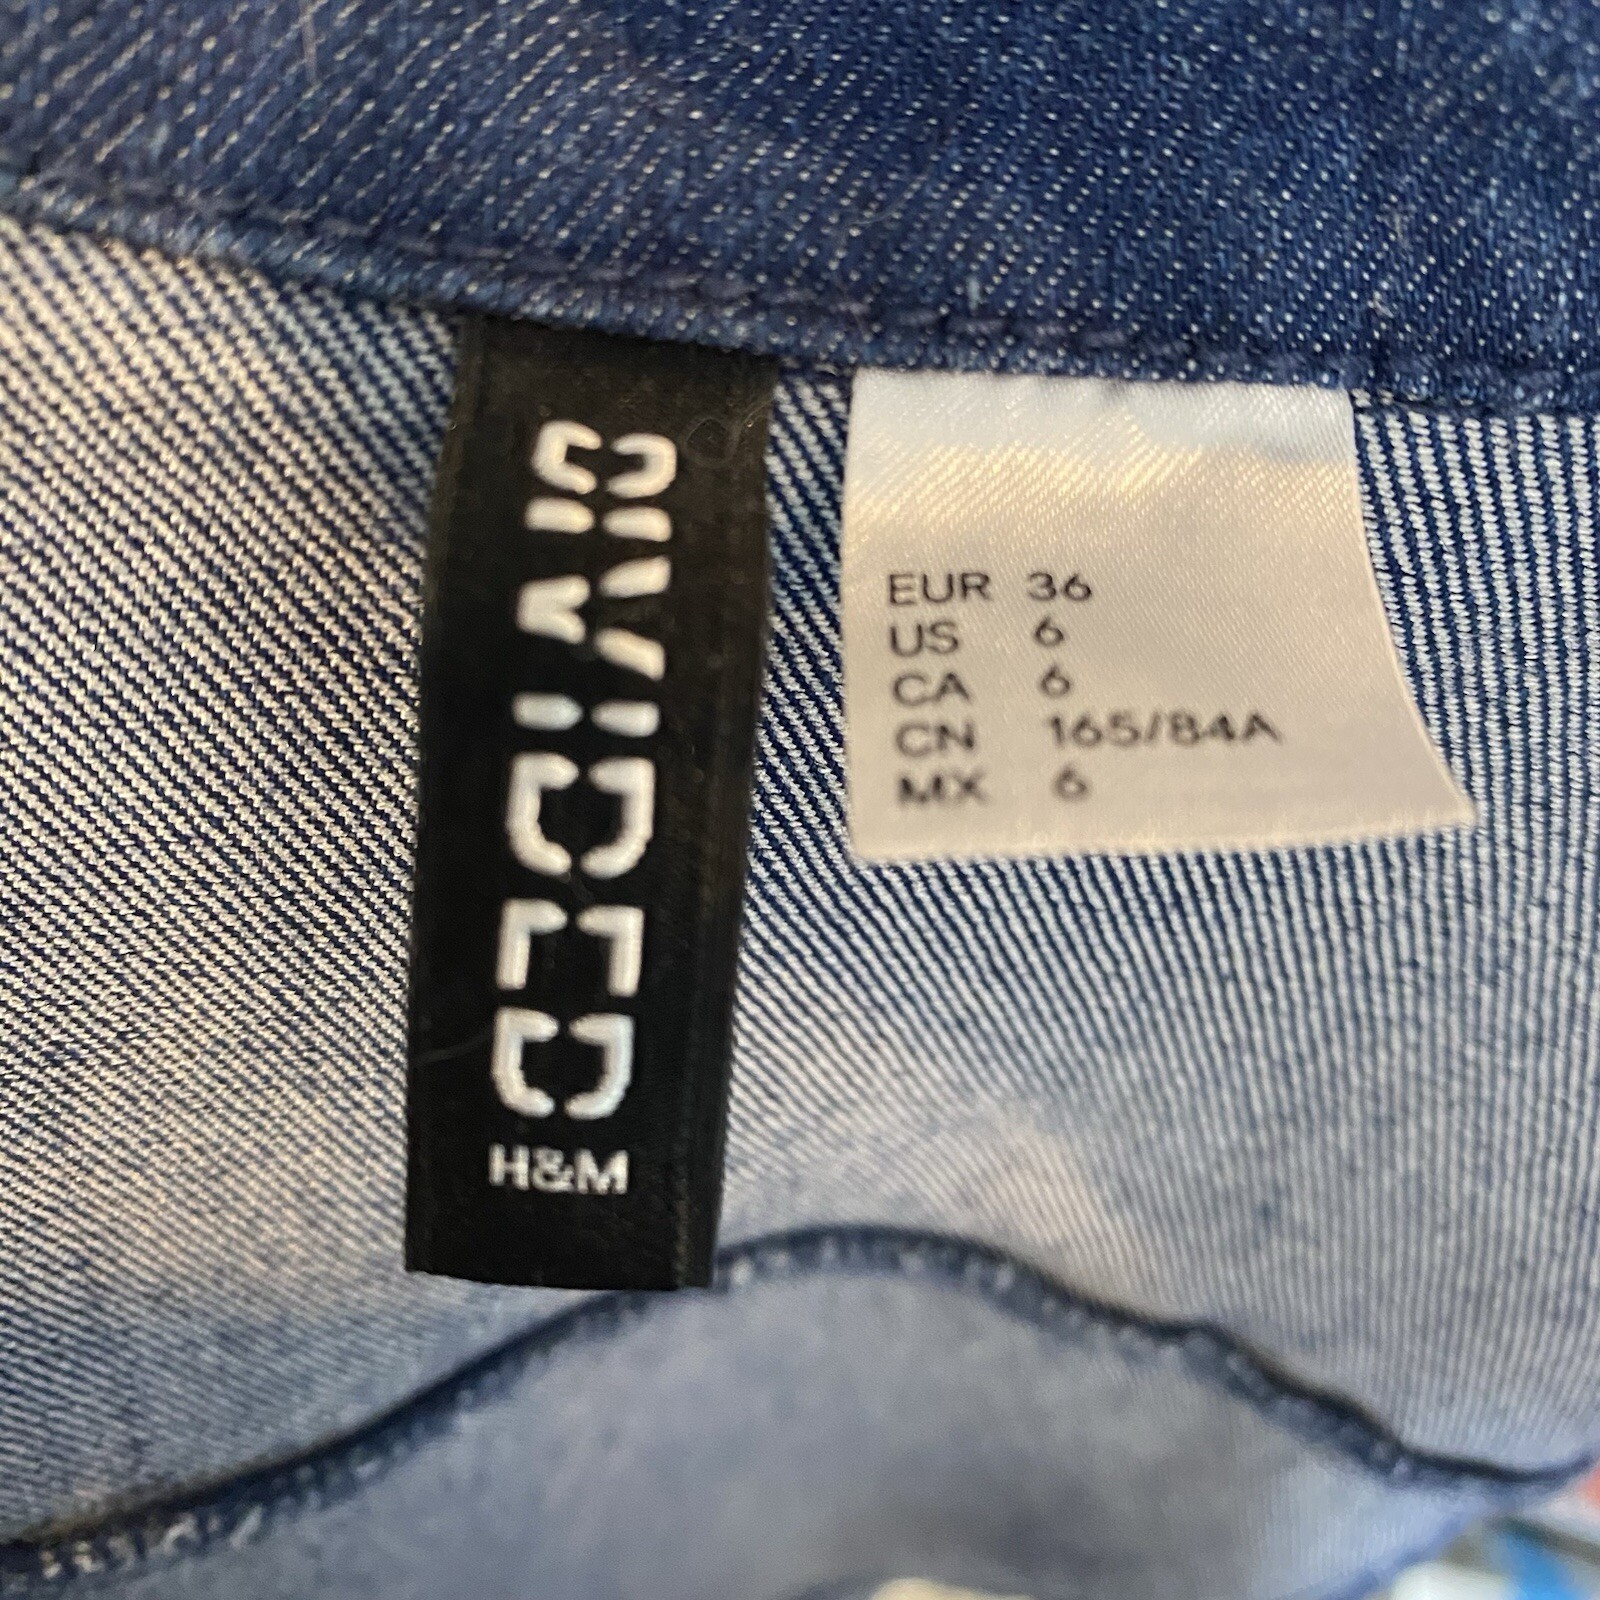 DIVIDED
H&M
EUR 36
US 6
CA 6
CN 165/84A
MX 6